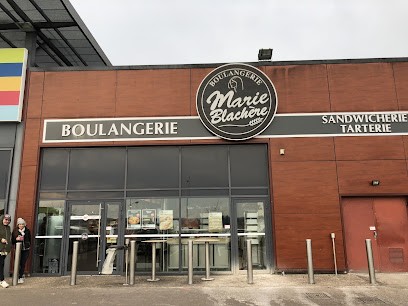 BOULANGERIE
BOULANGERIE
Marie
Blachère
SANDWICHERIE
TARTERIE